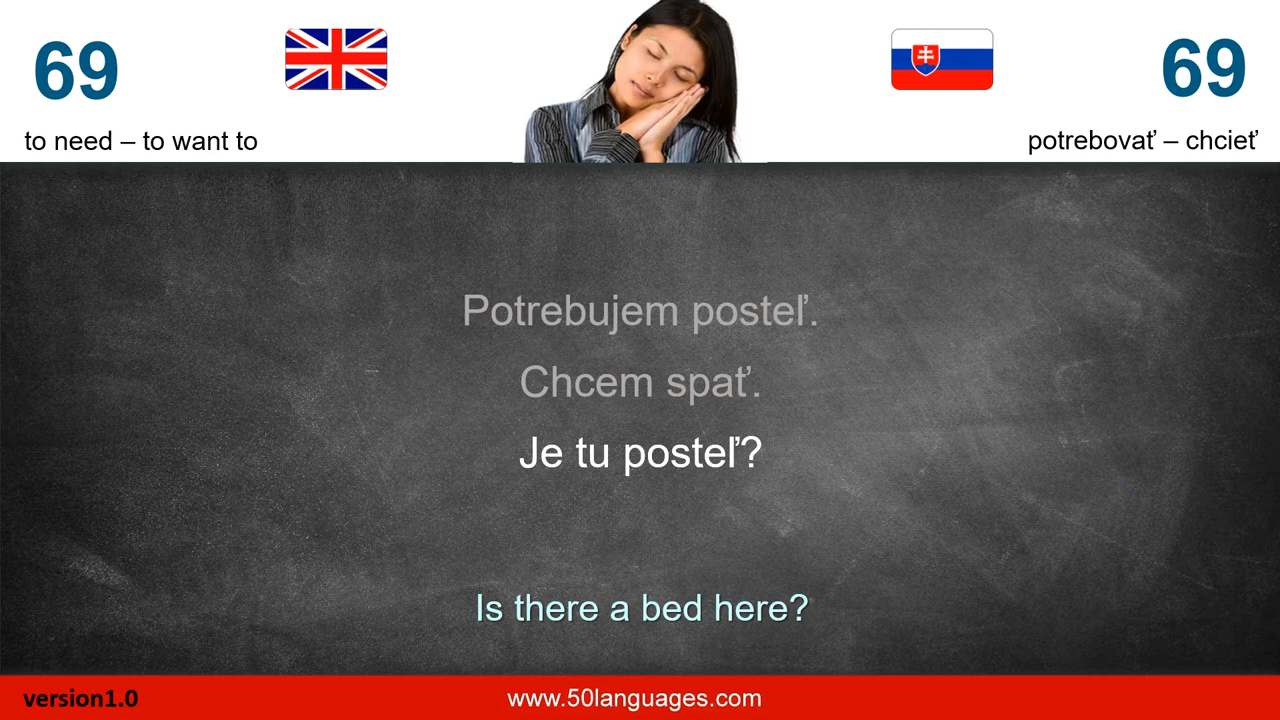 69
69
to need – to want to
potrebovať – chcieť
Potrebujem posteľ.
Chcem spať.
Je tu posteľ?
Is there a bed here?
version1.0
www.50languages.com